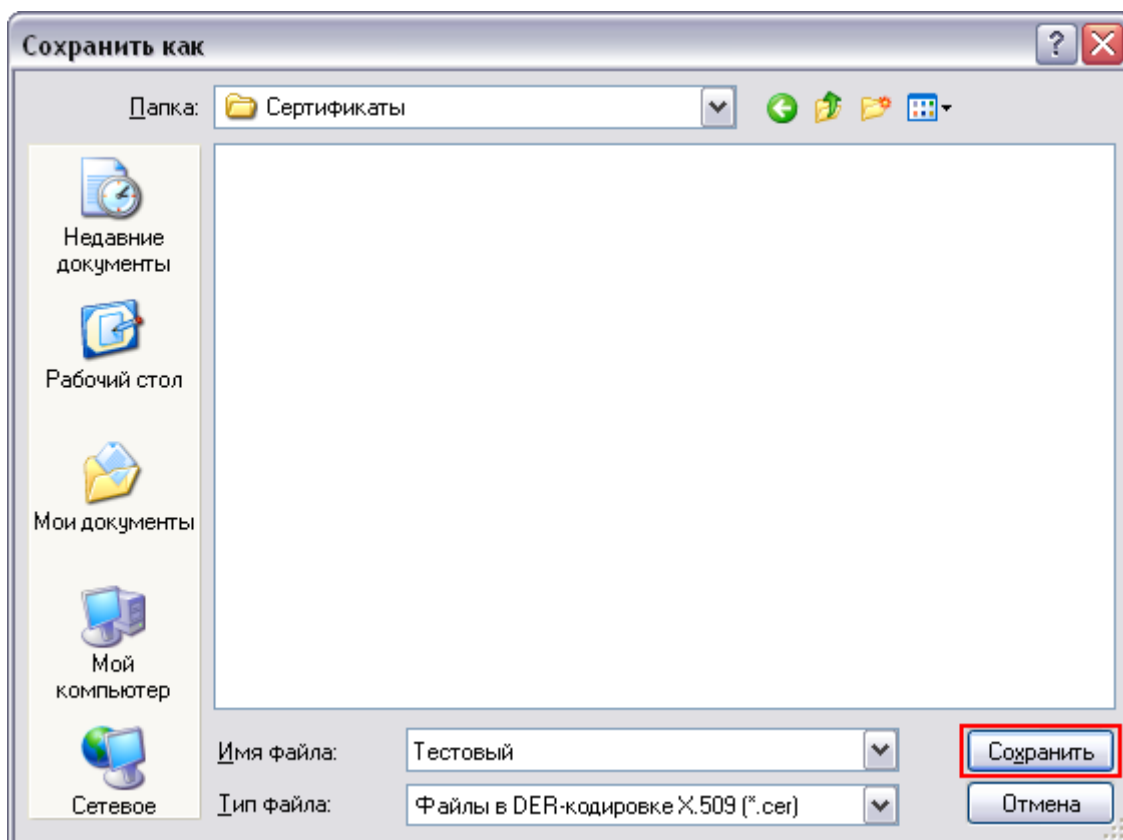 Сохранить как
Папка:
Сертификаты
Недавние
документы
Рабочий стол
Мои документы
Мой
компьютер
Сетевое
Имя файла:
Тестовый
Сохранить
Тип файла:
Файлы в DER-кодировке X.509 (*.cer)
Отмена